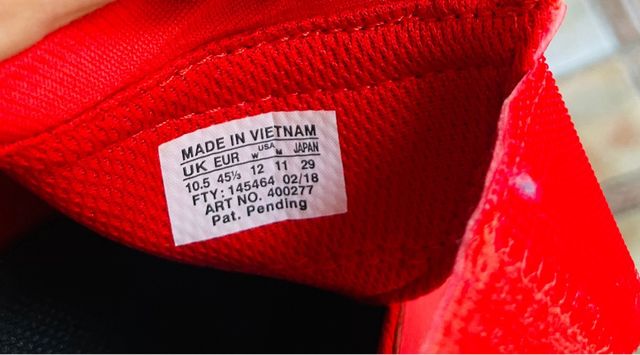 MADE IN VIETNAM
UK EUR W USA M JAPAN
10.5 45⅓ 12 11 29
FTY: 145464 02/18
ART NO. 400277
Pat. Pending